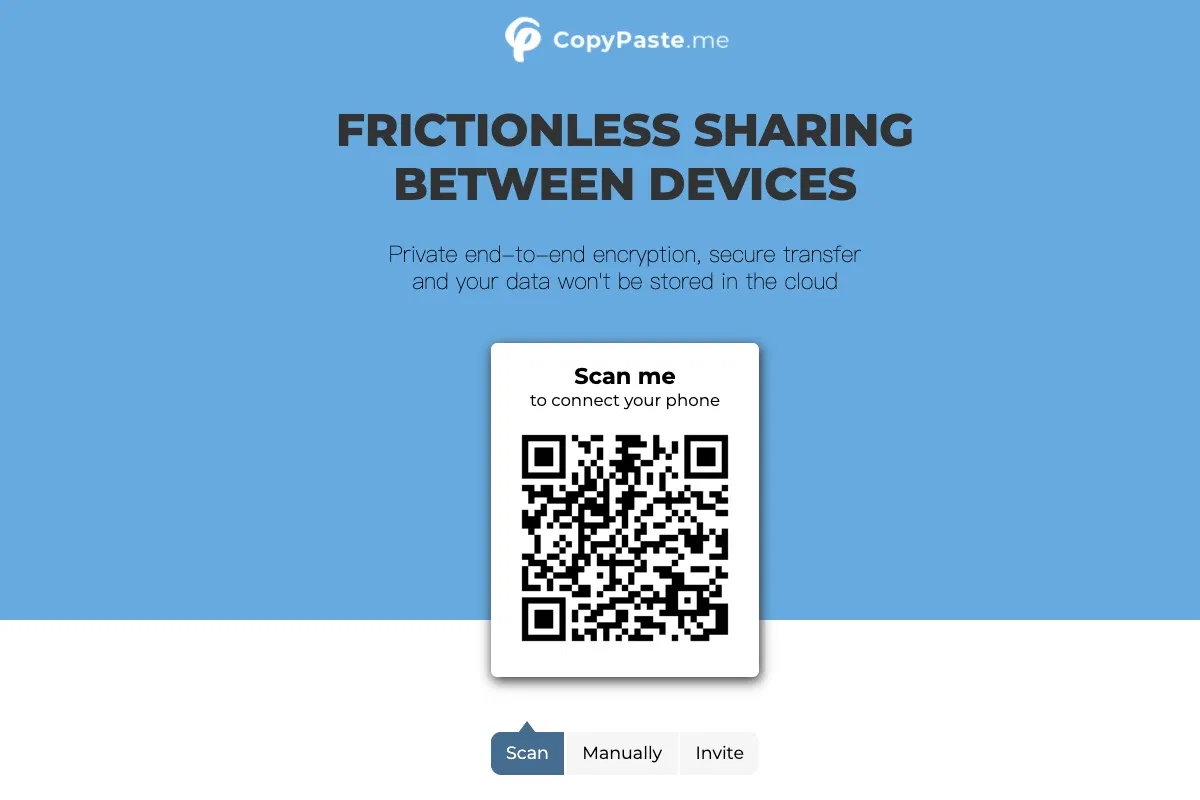 CopyPaste.me
FRICTIONLESS SHARING
BETWEEN DEVICES
Private end-to-end encryption, secure transfer
and your data won't be stored in the cloud
Scan me
to connect your phone
Scan
Manually
Invite